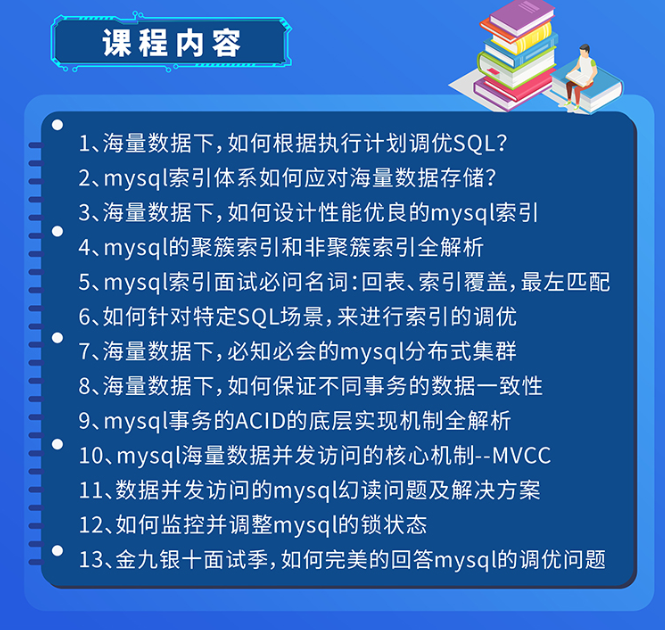 课程内容
1、海量数据下，如何根据执行计划调优SQL？
2、mysql索引体系如何应对海量数据存储？
3、海量数据下，如何设计性能优良的mysql索引
4、mysql的聚簇索引和非聚簇索引全解析
5、mysql索引面试必问名词：回表、索引覆盖，最左匹配
6、如何针对特定SQL场景，来进行索引的调优
7、海量数据下，必知必会的mysql分布式集群
8、海量数据下，如何保证不同事务的数据一致性
9、mysql事务的ACID的底层实现机制全解析
10、mysql海量数据并发访问的核心机制--MVCC
11、数据并发访问的mysql幻读问题及解决方案
12、如何监控并调整mysql的锁状态
13、金九银十面试季，如何完美的回答mysql的调优问题